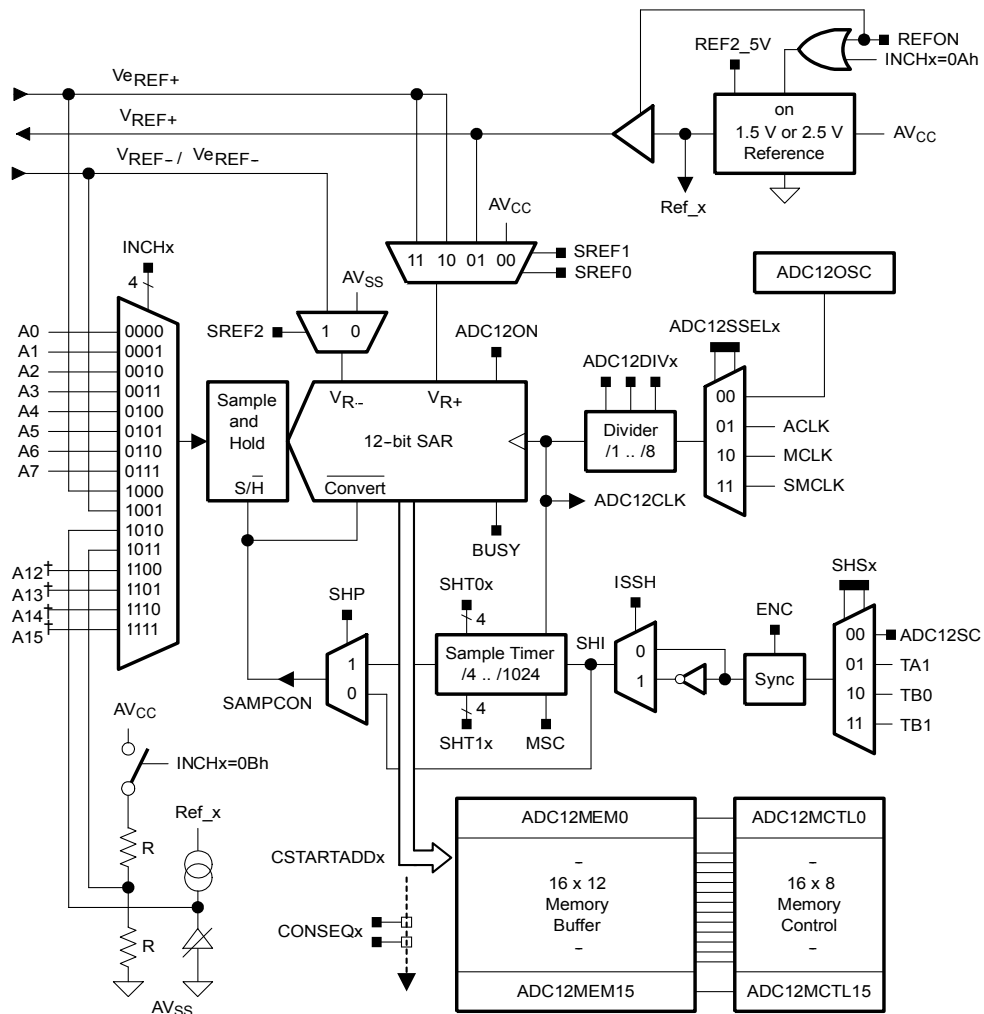 REF2_5V
REFON
INCHx=0Ah
VeREF+
VREF+
VREF− / VeREF−
on
1.5 V or 2.5 V
Reference
AVCC
Ref_x
AVCC
11 10 01 00
SREF1
SREF0
INCHx
4
AVSS
SREF2
1 0
ADC12OSC
ADC12ON
ADC12SSELx
ADC12DIVx
A0
A1
A2
A3
A4
A5
A6
A7
A12†
A13†
A14†
A15†
0000
0001
0010
0011
0100
0101
0110
0111
1000
1001
1010
1011
1100
1101
1110
1111
Sample
and
Hold
S/H̅
VR−
VR+
12−bit SAR
Convert
Divider
/1 .. /8
00
01
10
11
ACLK
MCLK
SMCLK
ADC12CLK
BUSY
SHP
1
0
SAMPCON
SHT0x
4
Sample Timer
/4 .. /1024
4
SHT1x
MSC
SHI
ISSH
0
1
ENC
Sync
SHSx
00
01
10
11
ADC12SC
TA1
TB0
TB1
AVCC
INCHx=0Bh
Ref_x
R
R
AVSS
CSTARTADDx
CONSEQx
ADC12MEM0
−
16 x 12
Memory
Buffer
−
ADC12MEM15
ADC12MCTL0
−
16 x 8
Memory
Control
−
ADC12MCTL15